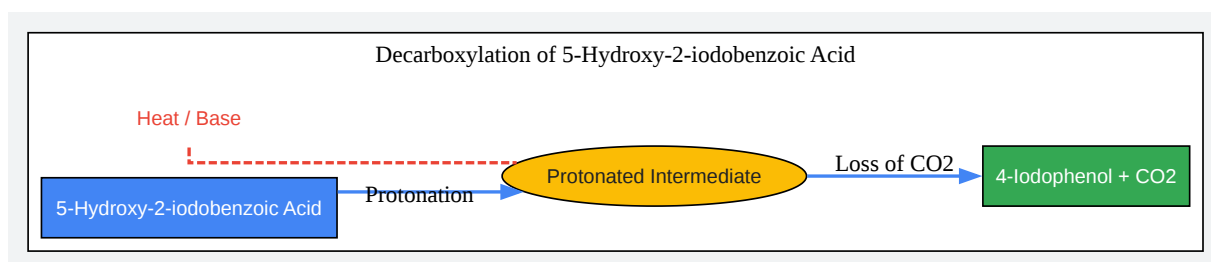 Decarboxylation of 5-Hydroxy-2-iodobenzoic Acid
Heat / Base
5-Hydroxy-2-iodobenzoic Acid
Protonation
Protonated Intermediate
Loss of CO2
4-Iodophenol + CO2